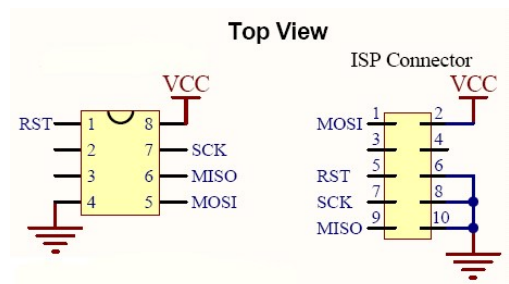 Top View
ISP Connector
VCC VCC
RST 1 8 MOSI 1 2
2 7 SCK 3 4
3 6 MISO RST 5 6
4 5 MOSI SCK 7 8
MISO 9 10